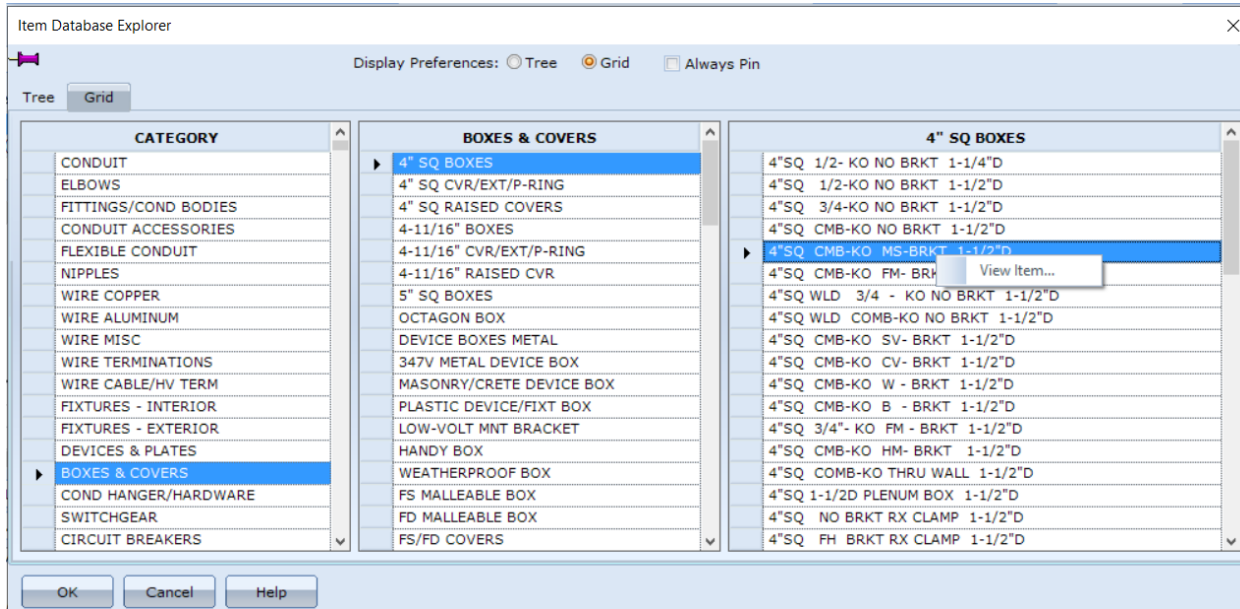 Item Database Explorer
Display Preferences: Tree Grid Always Pin
Tree Grid
CATEGORY
CONDUIT
ELBOWS
FITTINGS/COND BODIES
CONDUIT ACCESSORIES
FLEXIBLE CONDUIT
NIPPLES
WIRE COPPER
WIRE ALUMINUM
WIRE MISC
WIRE TERMINATIONS
WIRE CABLE/HV TERM
FIXTURES - INTERIOR
FIXTURES - EXTERIOR
DEVICES & PLATES
BOXES & COVERS
COND HANGER/HARDWARE
SWITCHGEAR
CIRCUIT BREAKERS
BOXES & COVERS
4" SQ BOXES
4" SQ CVR/EXT/P-RING
4" SQ RAISED COVERS
4-11/16" BOXES
4-11/16" CVR/EXT/P-RING
4-11/16" RAISED CVR
5" SQ BOXES
OCTAGON BOX
DEVICE BOXES METAL
347V METAL DEVICE BOX
MASONRY/CRETE DEVICE BOX
PLASTIC DEVICE/FIXT BOX
LOW-VOLT MNT BRACKET
HANDY BOX
WEATHERPROOF BOX
FS MALLEABLE BOX
FD MALLEABLE BOX
FS/FD COVERS
4" SQ BOXES
4"SQ 1/2- KO NO BRKT 1-1/4"D
4"SQ 1/2-KO NO BRKT 1-1/2"D
4"SQ 3/4-KO NO BRKT 1-1/2"D
4"SQ CMB-KO NO BRKT 1-1/2"D
4"SQ CMB-KO MS-BRKT 1-1/2"D
4"SQ CMB-KO FM-
View Item...
4"SQ WLD 3/4 - KO NO BRKT 1-1/2"D
4"SQ WLD COMB-KO NO BRKT 1-1/2"D
4"SQ CMB-KO SV- BRKT 1-1/2"D
4"SQ CMB-KO CV- BRKT 1-1/2"D
4"SQ CMB-KO W - BRKT 1-1/2"D
4"SQ CMB-KO B - BRKT 1-1/2"D
4"SQ 3/4"- KO FM - BRKT 1-1/2"D
4"SQ CMB-KO HM- BRKT 1-1/2"D
4"SQ COMB-KO THRU WALL 1-1/2"D
4"SQ 1-1/2D PLENUM BOX 1-1/2"D
4"SQ NO BRKT RX CLAMP 1-1/2"D
4"SQ FH BRKT RX CLAMP 1-1/2"D
OK Cancel Help